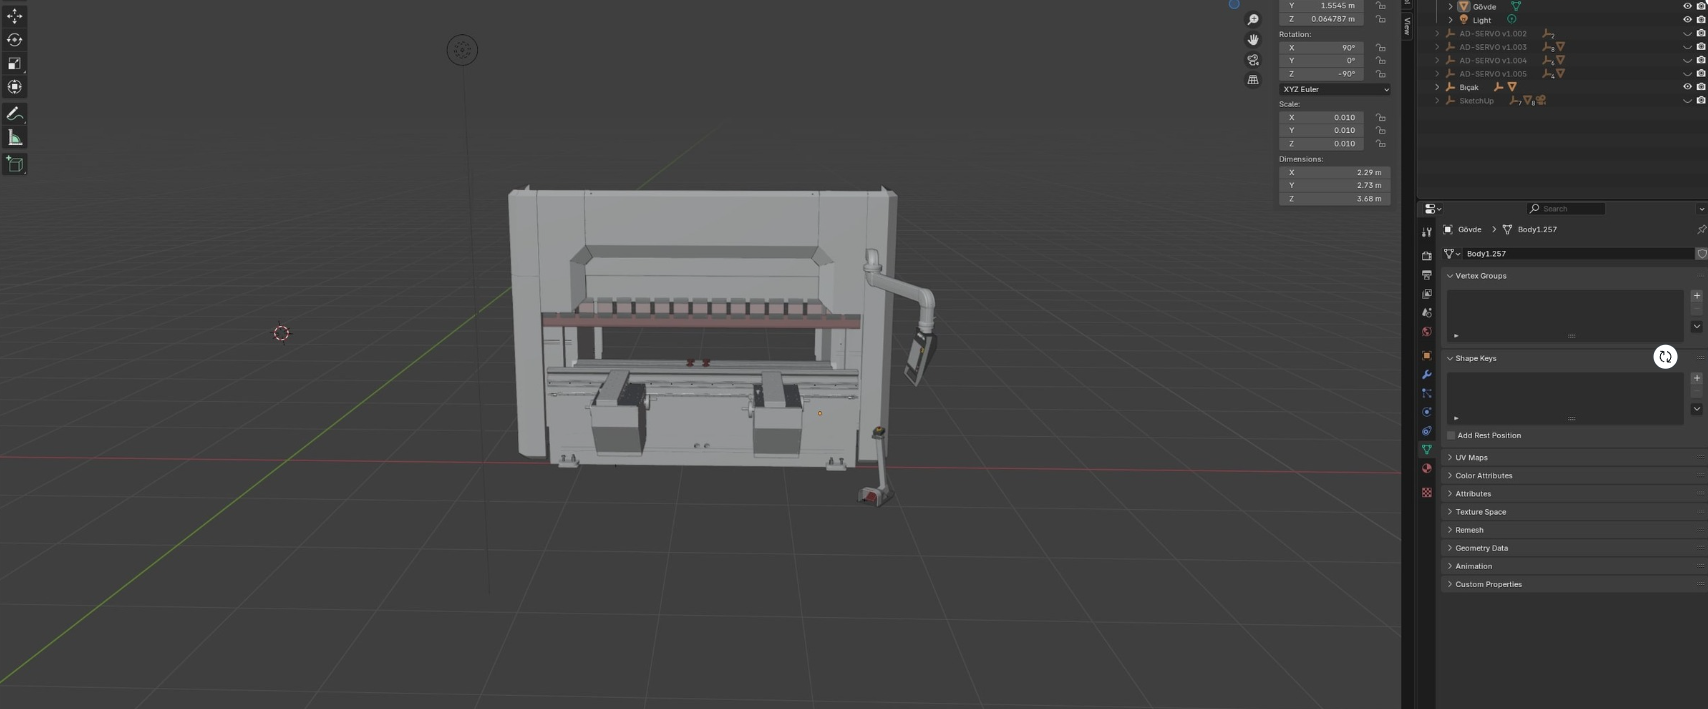 Y 1.5545 m
Z 0.064787 m
Rotation:
X 90°
Y 0°
Z -90°
XYZ Euler
Scale:
X 0.010
Y 0.010
Z 0.010
Dimensions:
X 2.29 m
Y 2.73 m
Z 3.68 m
View
Gövde
Light
AD-SERVO v1.002
AD-SERVO v1.003
AD-SERVO v1.004
AD-SERVO v1.005
Bıçak
SketchUp
Search
Gövde > Body1.257
Body1.257
Vertex Groups
Shape Keys
Add Rest Position
UV Maps
Color Attributes
Attributes
Texture Space
Remesh
Geometry Data
Animation
Custom Properties